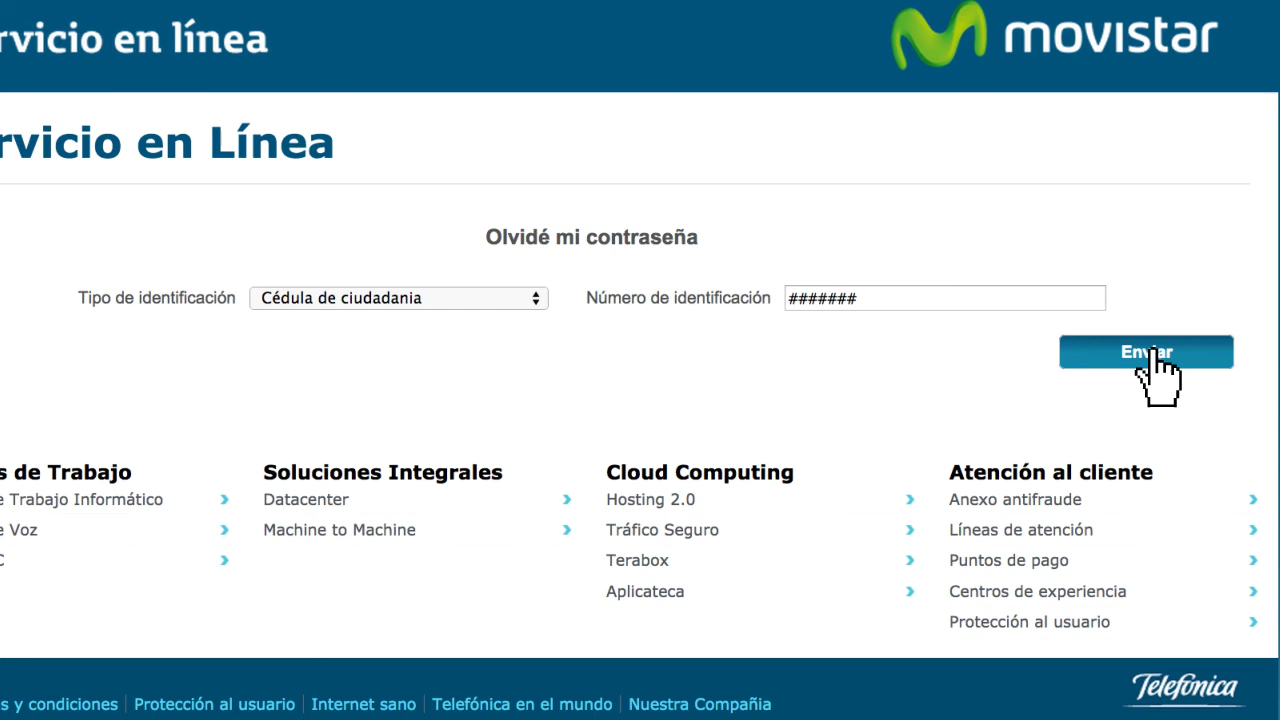 rvicio en línea
movistar
rvicio en Línea
Olvidé mi contraseña
Tipo de identificación Cédula de ciudadania Número de identificación #######
Enviar
s de Trabajo Soluciones Integrales Cloud Computing Atención al cliente
e Trabajo Informático Datacenter Hosting 2.0 Anexo antifraude
e Voz Machine to Machine Tráfico Seguro Líneas de atención
C Terabox Puntos de pago
Aplicateca Centros de experiencia
Protección al usuario
Telefónica
s y condiciones Protección al usuario Internet sano Telefónica en el mundo Nuestra Compañia